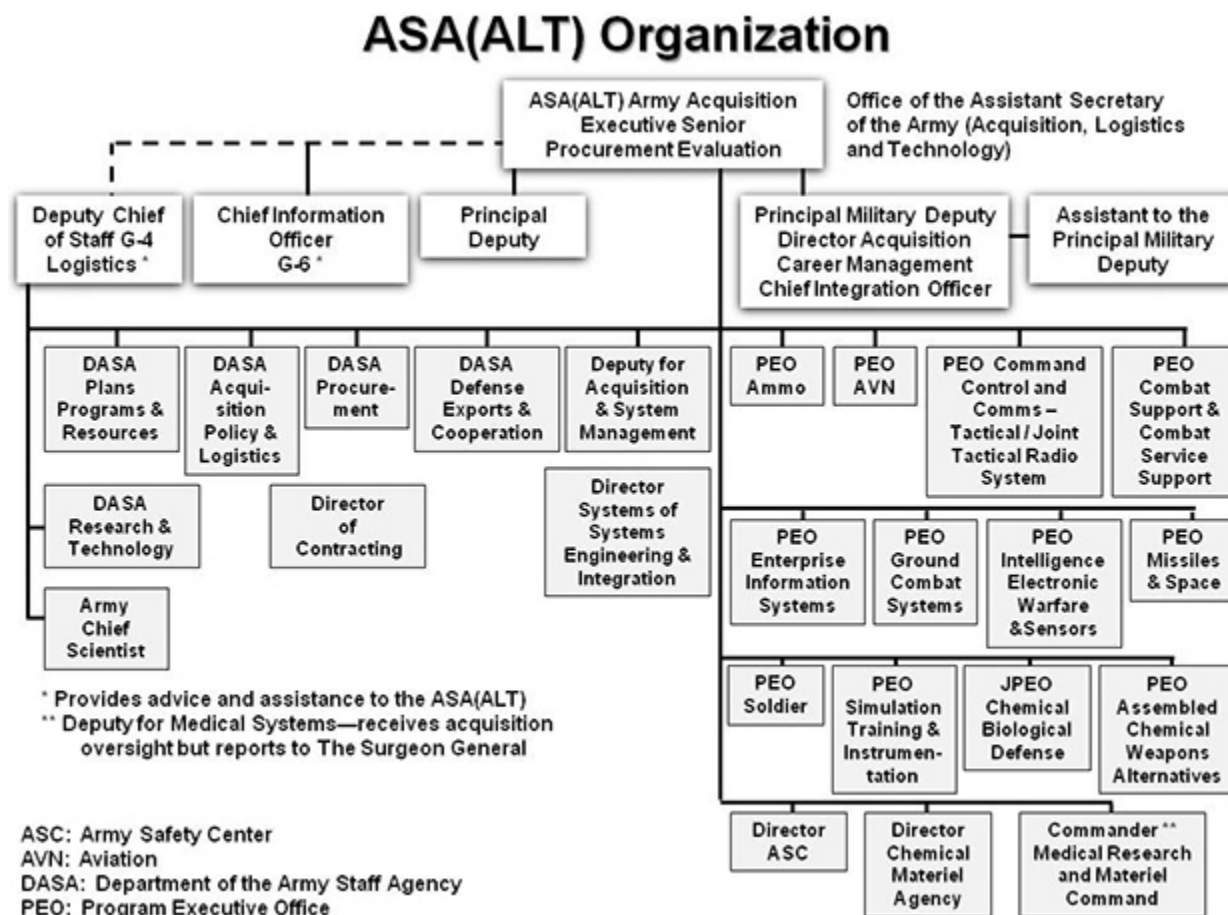 ASA(ALT) Organization
ASA(ALT) Army Acquisition
Executive Senior
Procurement Evaluation
Office of the Assistant Secretary
of the Army (Acquisition, Logistics
and Technology)
Deputy Chief
of Staff G-4
Logistics *
Chief Information
Officer
G-6 *
Principal
Deputy
Principal Military Deputy
Director Acquisition
Career Management
Chief Integration Officer
Assistant to the
Principal Military
Deputy
DASA
Plans
Programs &
Resources
DASA
Acqui-
sition
Policy &
Logistics
DASA
Procure-
ment
DASA
Defense
Exports &
Cooperation
Deputy for
Acquisition
& System
Management
PEO
Ammo
PEO
AVN
PEO Command
Control and
Comms –
Tactical / Joint
Tactical Radio
System
PEO
Combat
Support &
Combat
Service
Support
DASA
Research &
Technology
Director
of
Contracting
Director
Systems of
Systems
Engineering &
Integration
PEO
Enterprise
Information
Systems
PEO
Ground
Combat
Systems
PEO
Intelligence
Electronic
Warfare
&Sensors
PEO
Missiles
& Space
Army
Chief
Scientist
PEO
Soldier
PEO
Simulation
Training &
Instrumen-
tation
JPEO
Chemical
Biological
Defense
PEO
Assembled
Chemical
Weapons
Alternatives
* Provides advice and assistance to the ASA(ALT)
** Deputy for Medical Systems—receives acquisition
oversight but reports to The Surgeon General
Director
ASC
Director
Chemical
Materiel
Agency
Commander **
Medical Research
and Materiel
Command
ASC: Army Safety Center
AVN: Aviation
DASA: Department of the Army Staff Agency
PEO: Program Executive Office